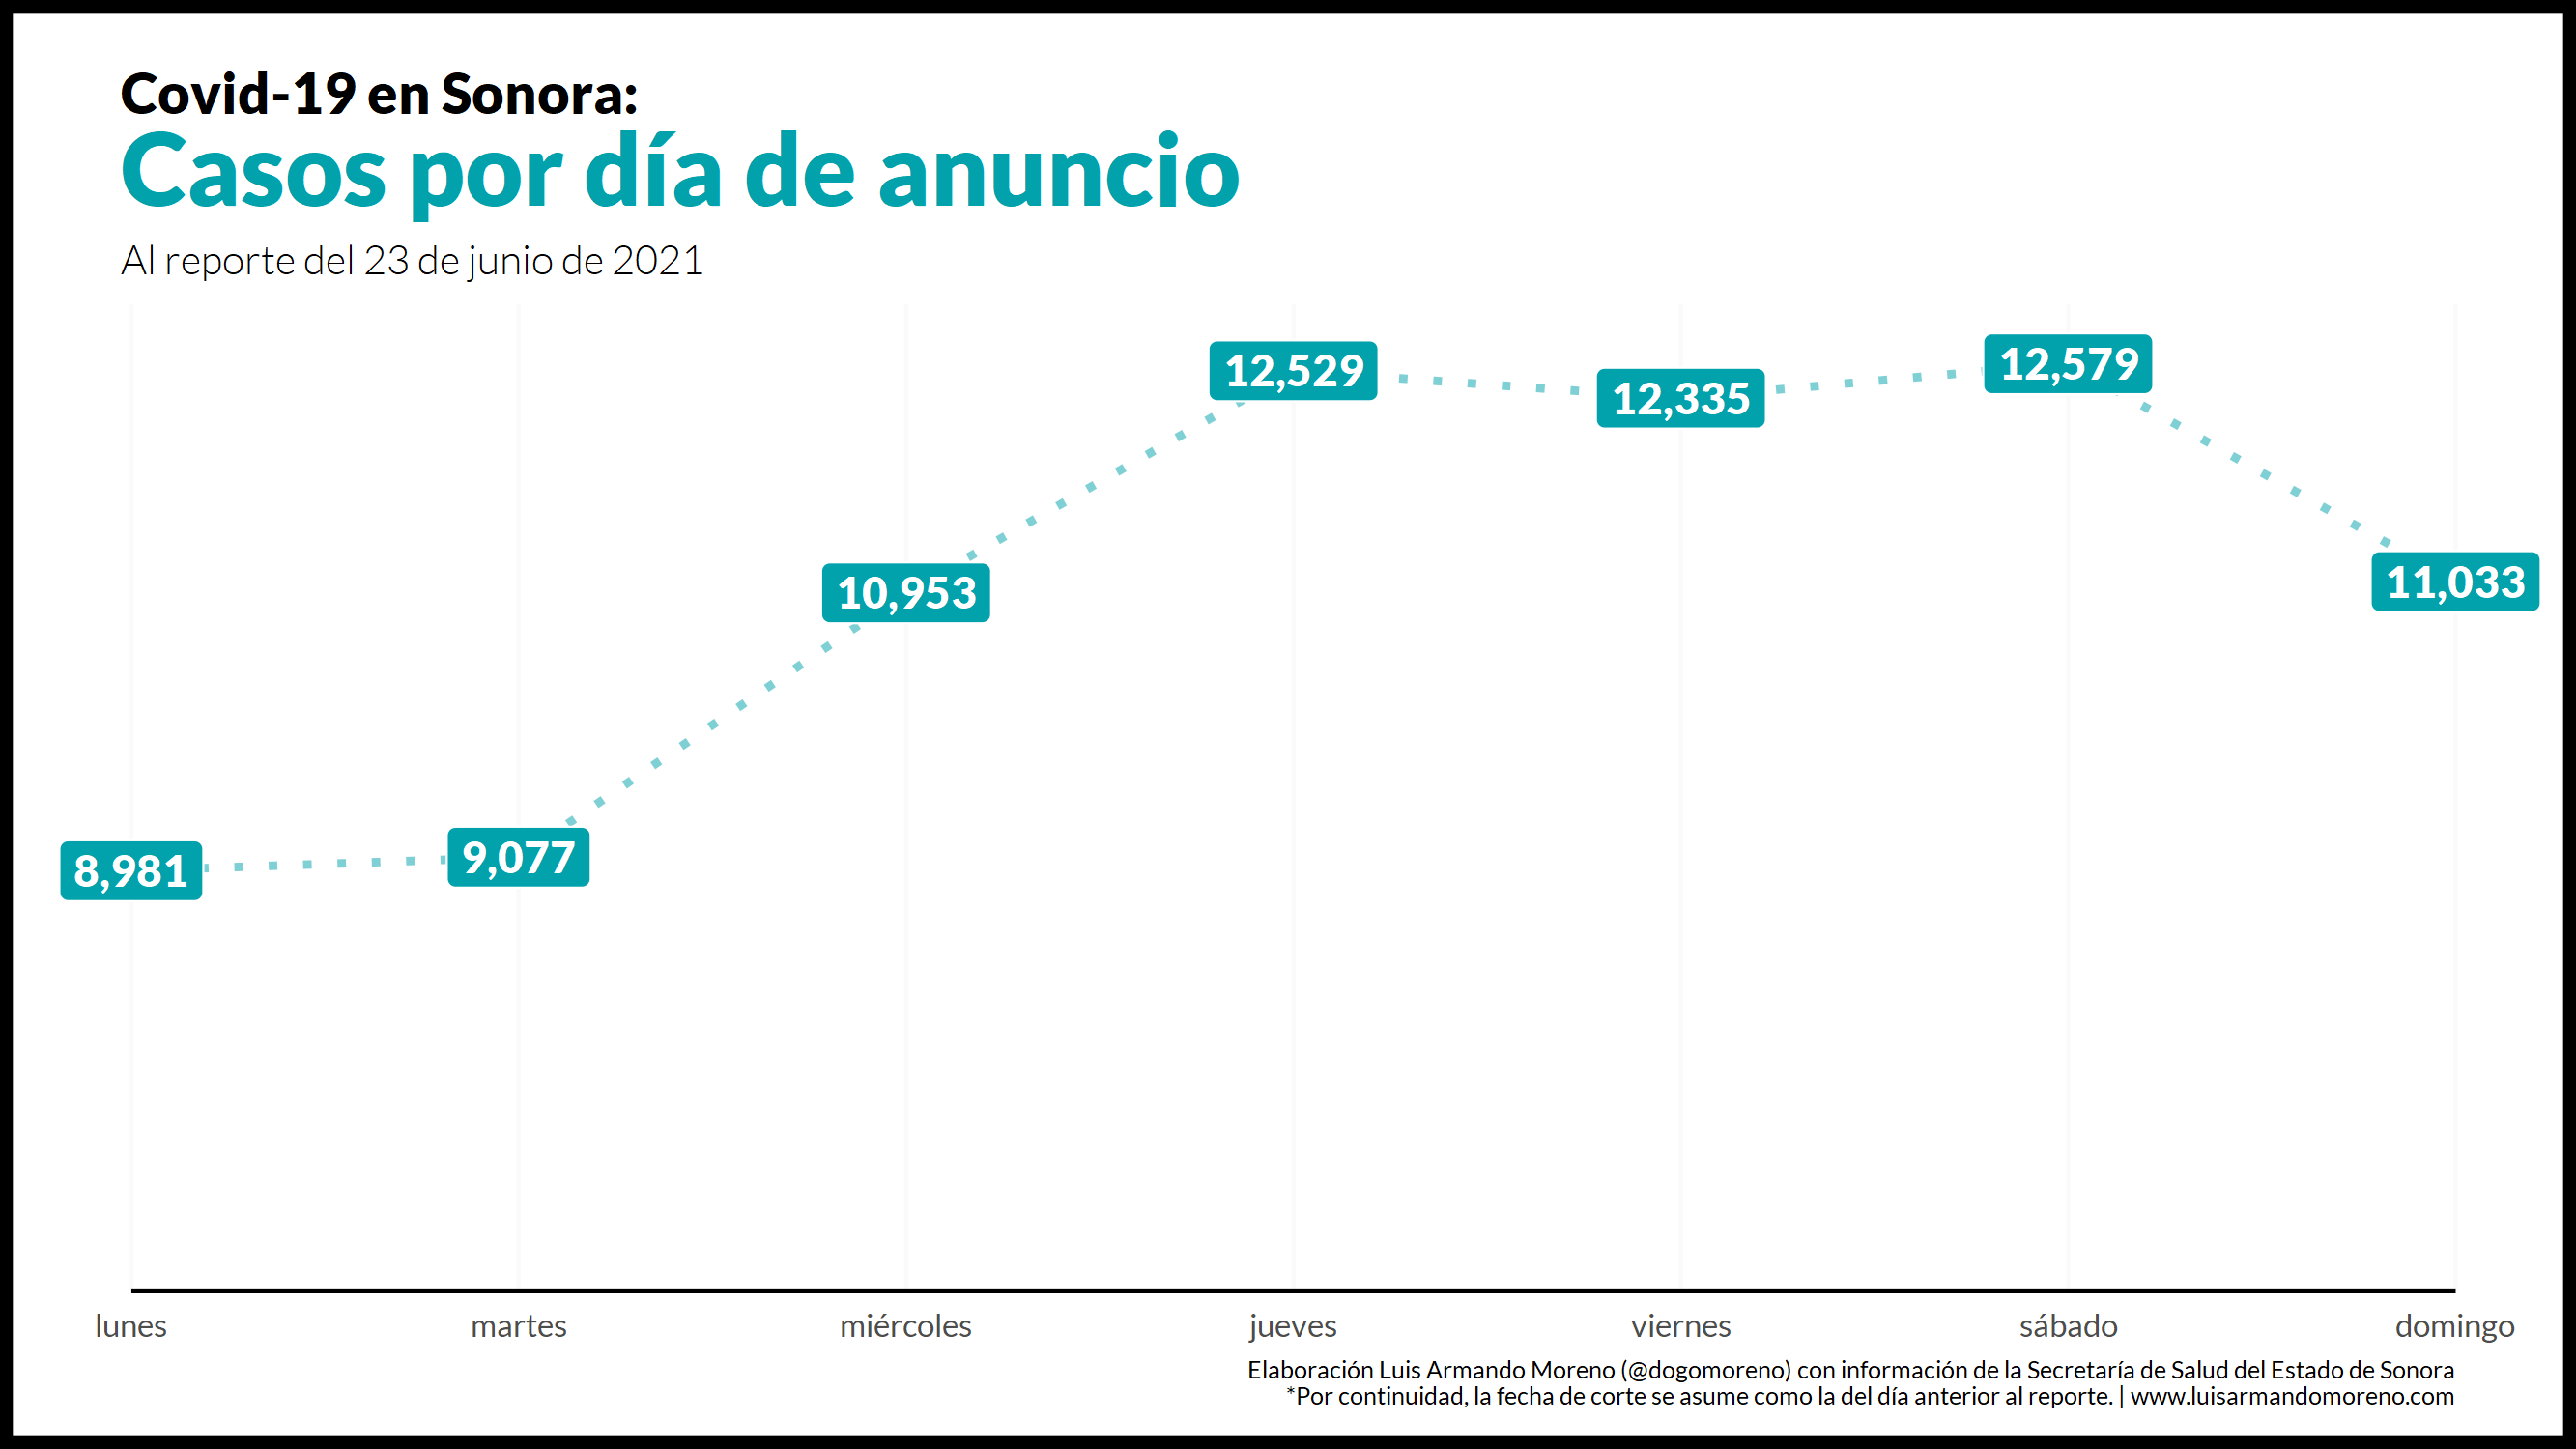 Covid-19 en Sonora:
Casos por día de anuncio
Al reporte del 23 de junio de 2021
12,579
12,529
12,335
11,033
10,953
9,077
8,981
lunes martes miércoles jueves viernes sábado domingo
Elaboración Luis Armando Moreno (@dogomoreno) con información de la Secretaría de Salud del Estado de Sonora
*Por continuidad, la fecha de corte se asume como la del día anterior al reporte. | www.luisarmandomoreno.com